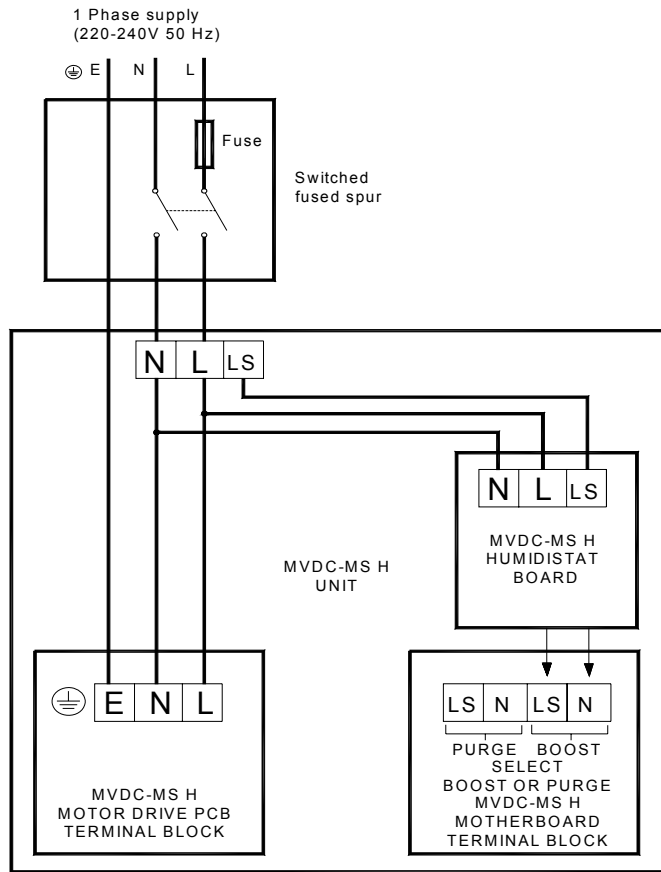 1 Phase supply
(220-240V 50 Hz)
E N L
Fuse
Switched
fused spur
N L LS
N L LS
MVDC-MS H
HUMIDISTAT
BOARD
MVDC-MS H
UNIT
E N L
MVDC-MS H
MOTOR DRIVE PCB
TERMINAL BLOCK
LS N LS N
PURGE BOOST
SELECT
BOOST OR PURGE
MVDC-MS H
MOTHERBOARD
TERMINAL BLOCK